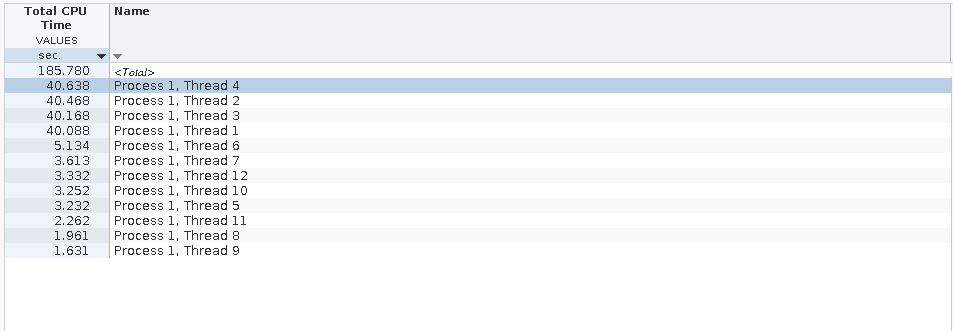 Total CPU Name
Time
VALUES
sec.
185.780 <Total>
40.638 Process 1, Thread 4
40.468 Process 1, Thread 2
40.168 Process 1, Thread 3
40.088 Process 1, Thread 1
5.134 Process 1, Thread 6
3.613 Process 1, Thread 7
3.332 Process 1, Thread 12
3.252 Process 1, Thread 10
3.232 Process 1, Thread 5
2.262 Process 1, Thread 11
1.961 Process 1, Thread 8
1.631 Process 1, Thread 9